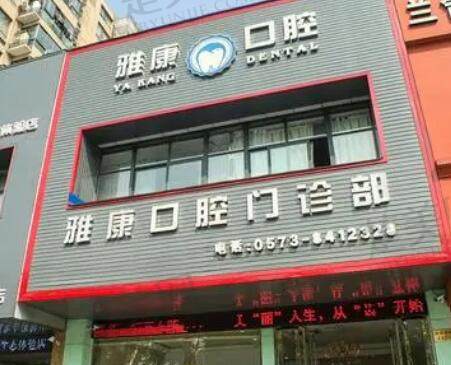 雅康 口腔
YA KANG DENTAL
雅康口腔门诊部
电话:0573-8412328
"丽"人生,从"齿"开始